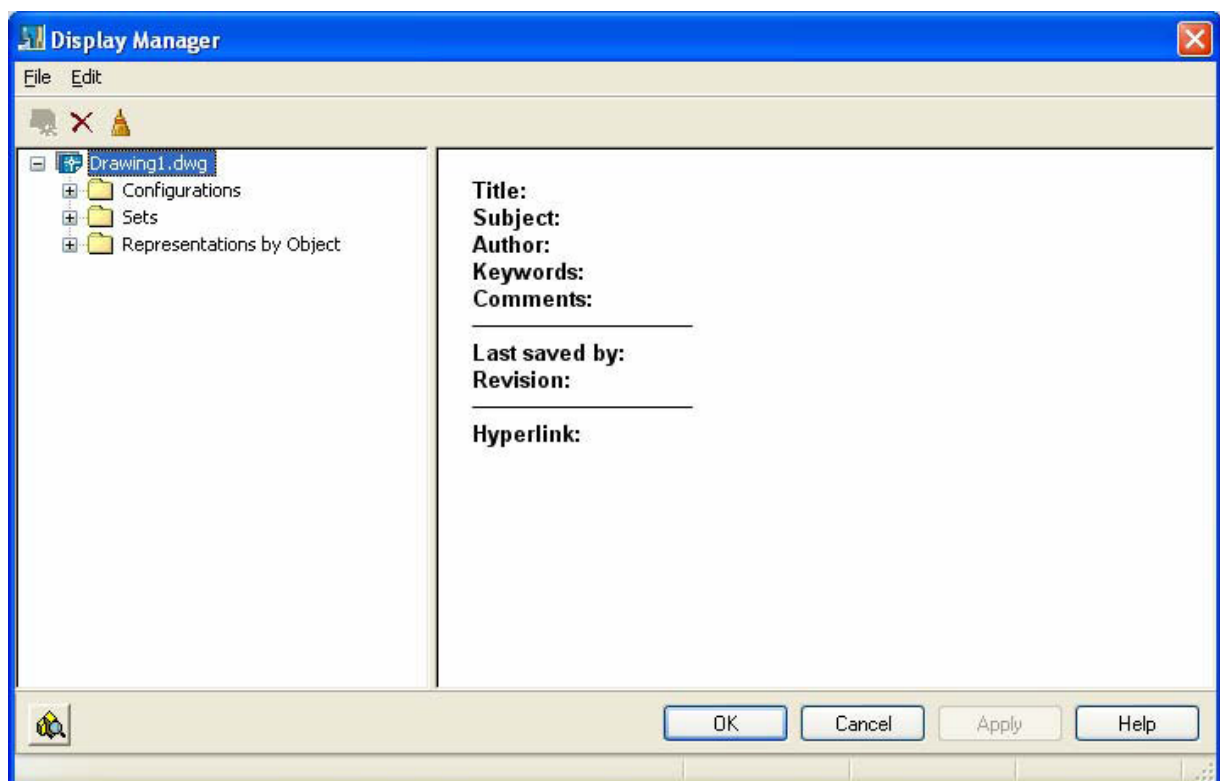 Display Manager
File Edit
Drawing1.dwg
Configurations
Sets
Representations by Object
Title:
Subject:
Author:
Keywords:
Comments:
Last saved by:
Revision:
Hyperlink:
OK Cancel Apply Help